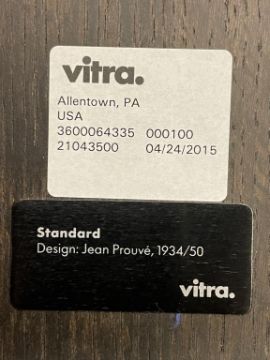 vitra.
Allentown, PA
USA
3600064335 000100
21043500 04/24/2015
Standard
Design: Jean Prouvé, 1934/50
vitra.